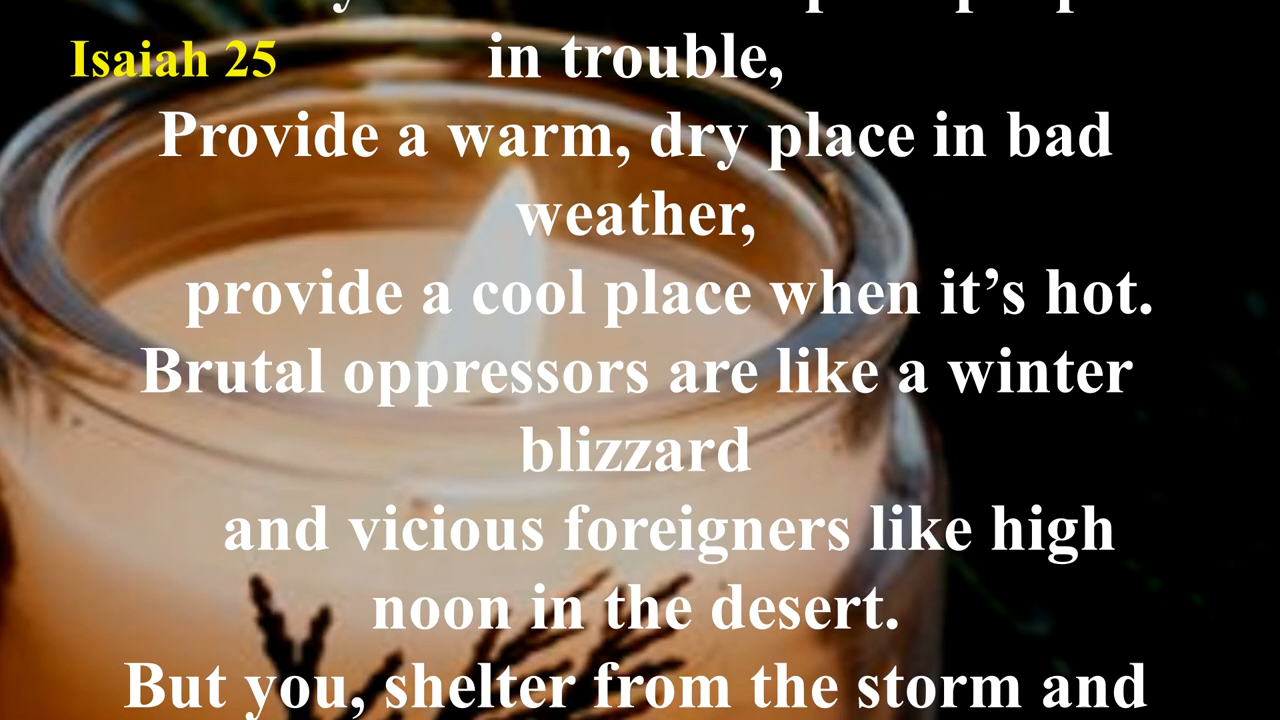 Isaiah 25
in trouble,
Provide a warm, dry place in bad
weather,
provide a cool place when it’s hot.
Brutal oppressors are like a winter
blizzard
and vicious foreigners like high
noon in the desert.
But you, shelter from the storm and